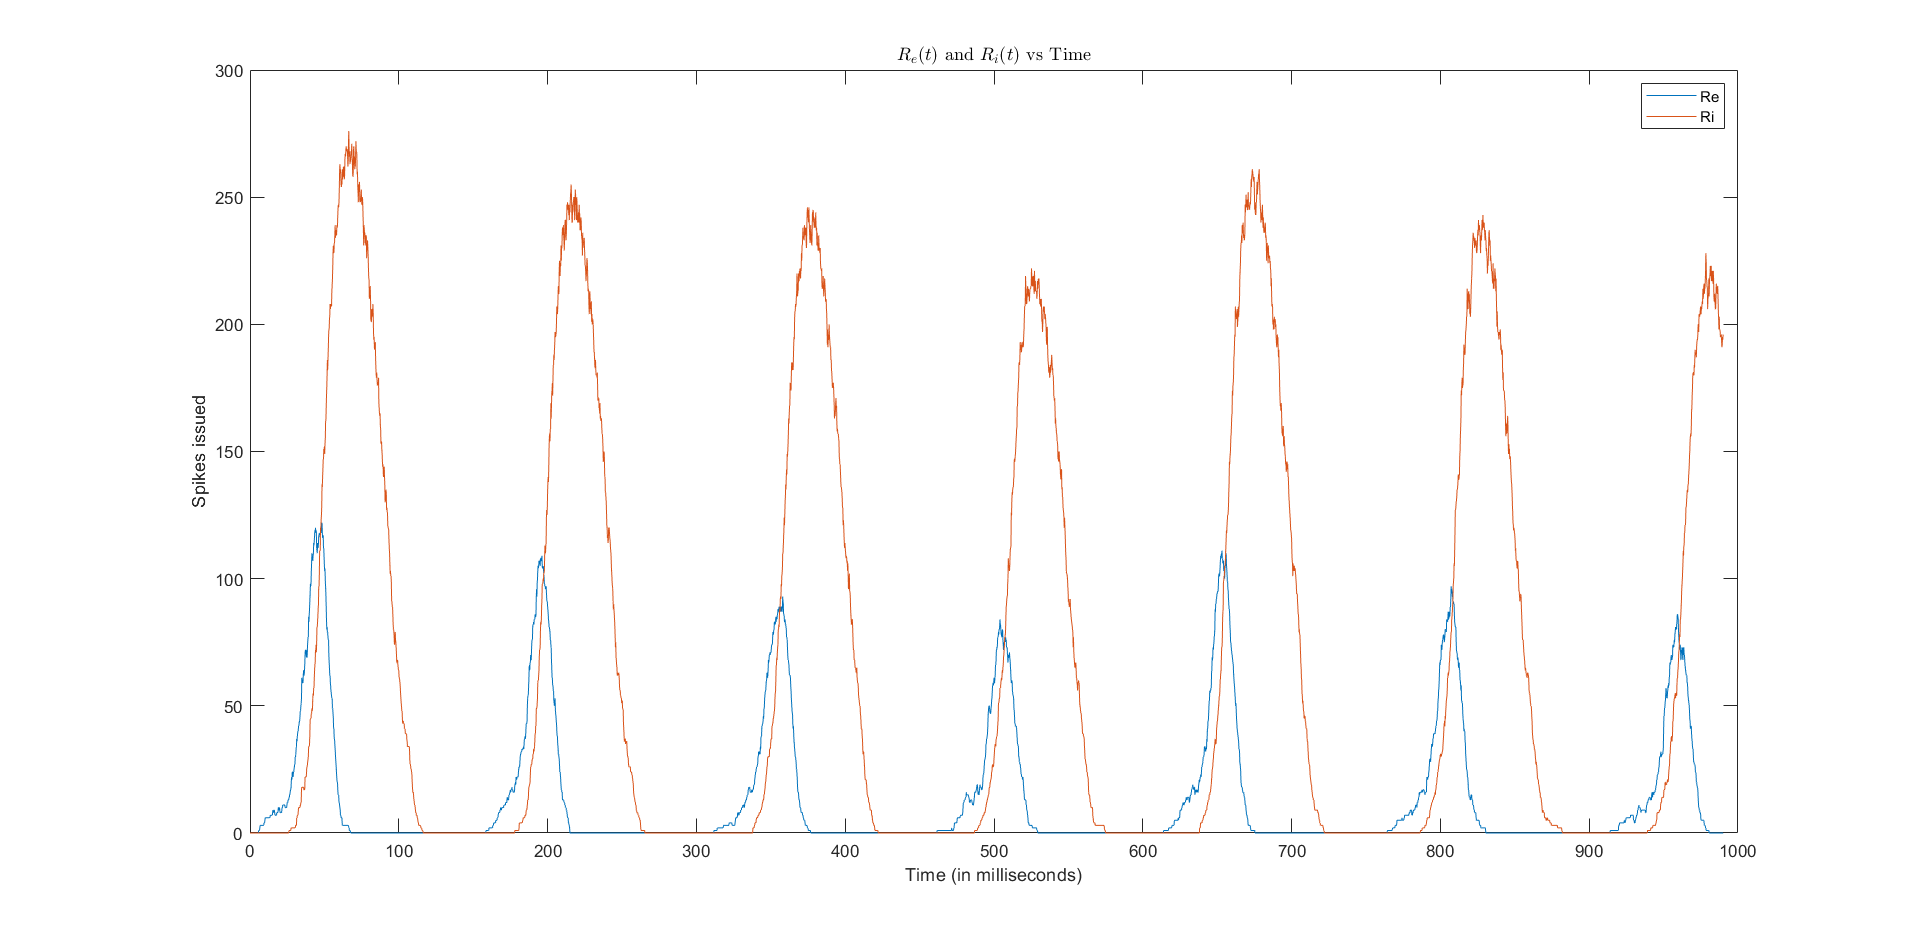 R_e(t) and R_i(t) vs Time
300
250
200
150
100
50
0
Spikes issued
Re
Ri
0 100 200 300 400 500 600 700 800 900 1000
Time (in milliseconds)